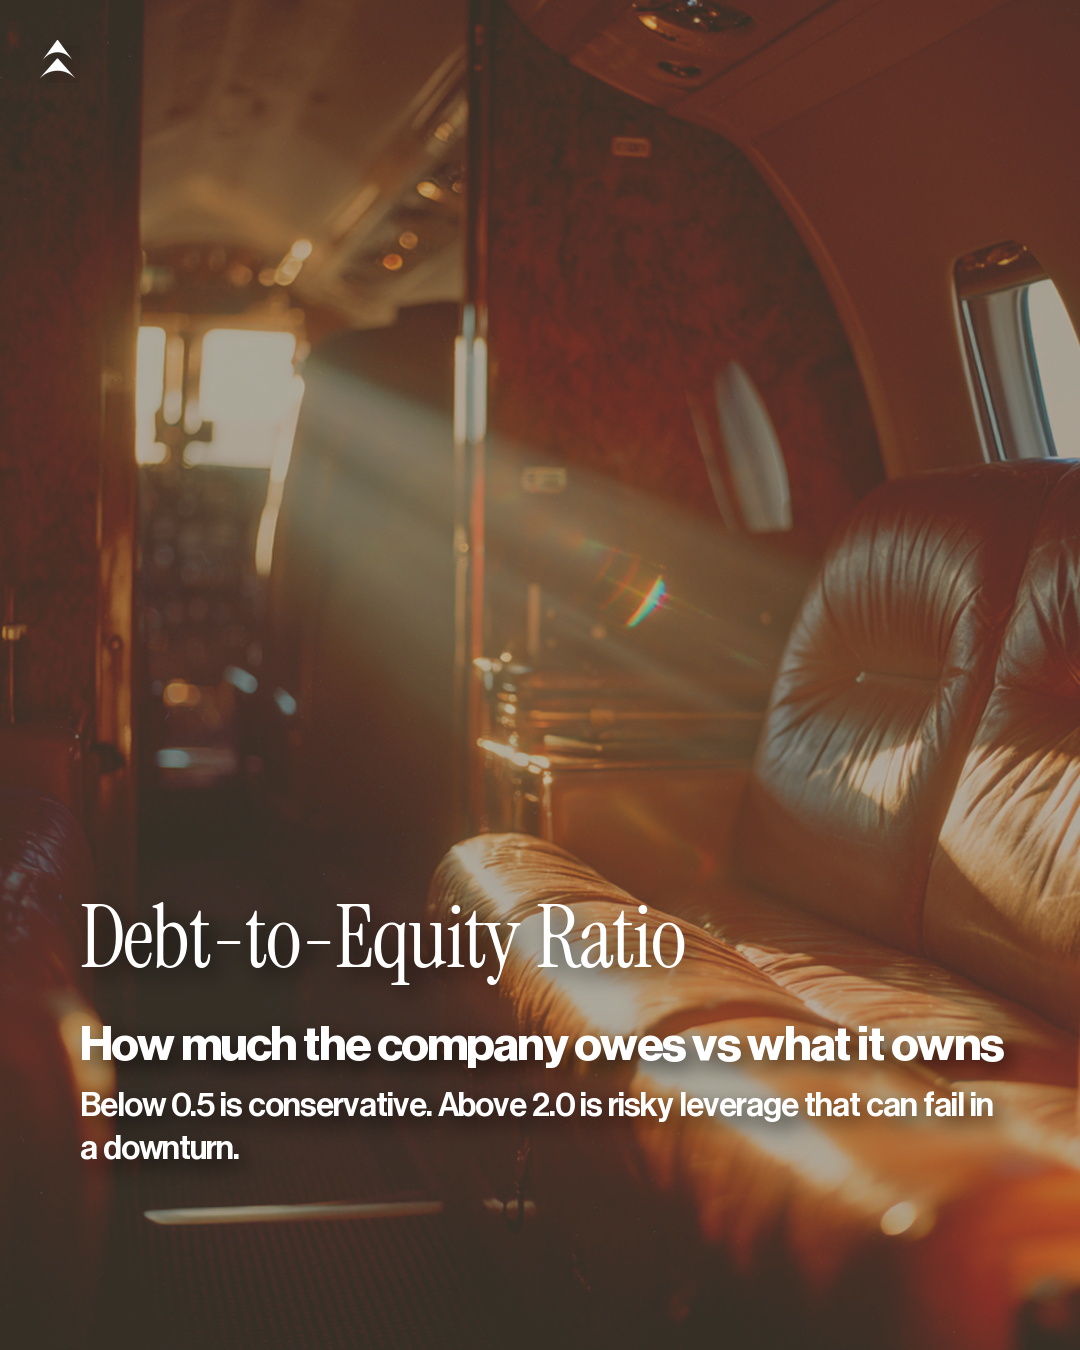 Debt-to-Equity Ratio
How much the company owes vs what it owns
Below 0.5 is conservative. Above 2.0 is risky leverage that can fail in
a downturn.